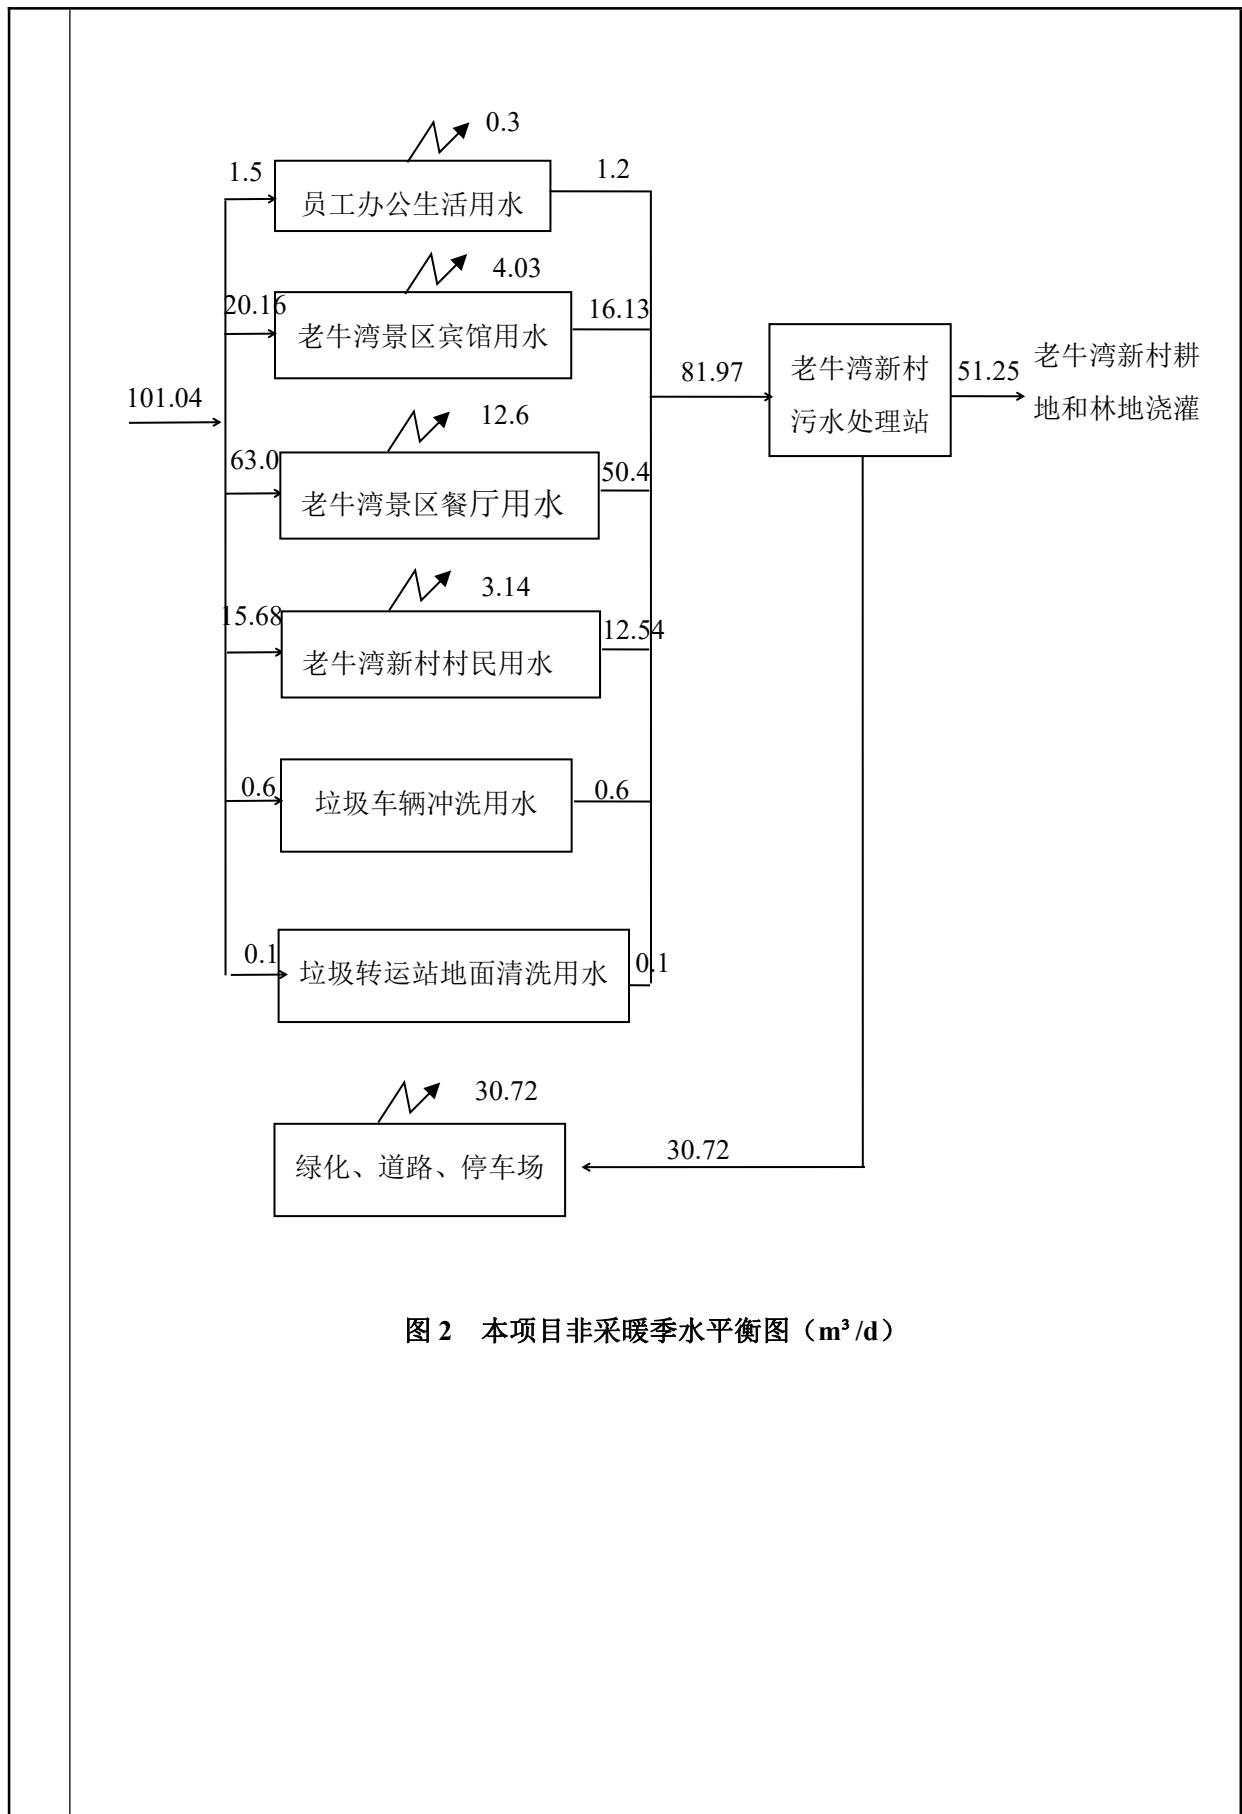 0.3
1.5
员工办公生活用水
1.2
4.03
20.16
老牛湾景区宾馆用水
16.13
101.04
12.6
63.0
老牛湾景区餐厅用水
50.4
3.14
15.68
老牛湾新村村民用水
12.54
0.6
垃圾车辆冲洗用水
0.6
0.1
垃圾转运站地面清洗用水
0.1
81.97
老牛湾新村
污水处理站
51.25
老牛湾新村耕
地和林地浇灌
30.72
绿化、道路、停车场
30.72
图 2 本项目非采暖季水平衡图（m³ /d）